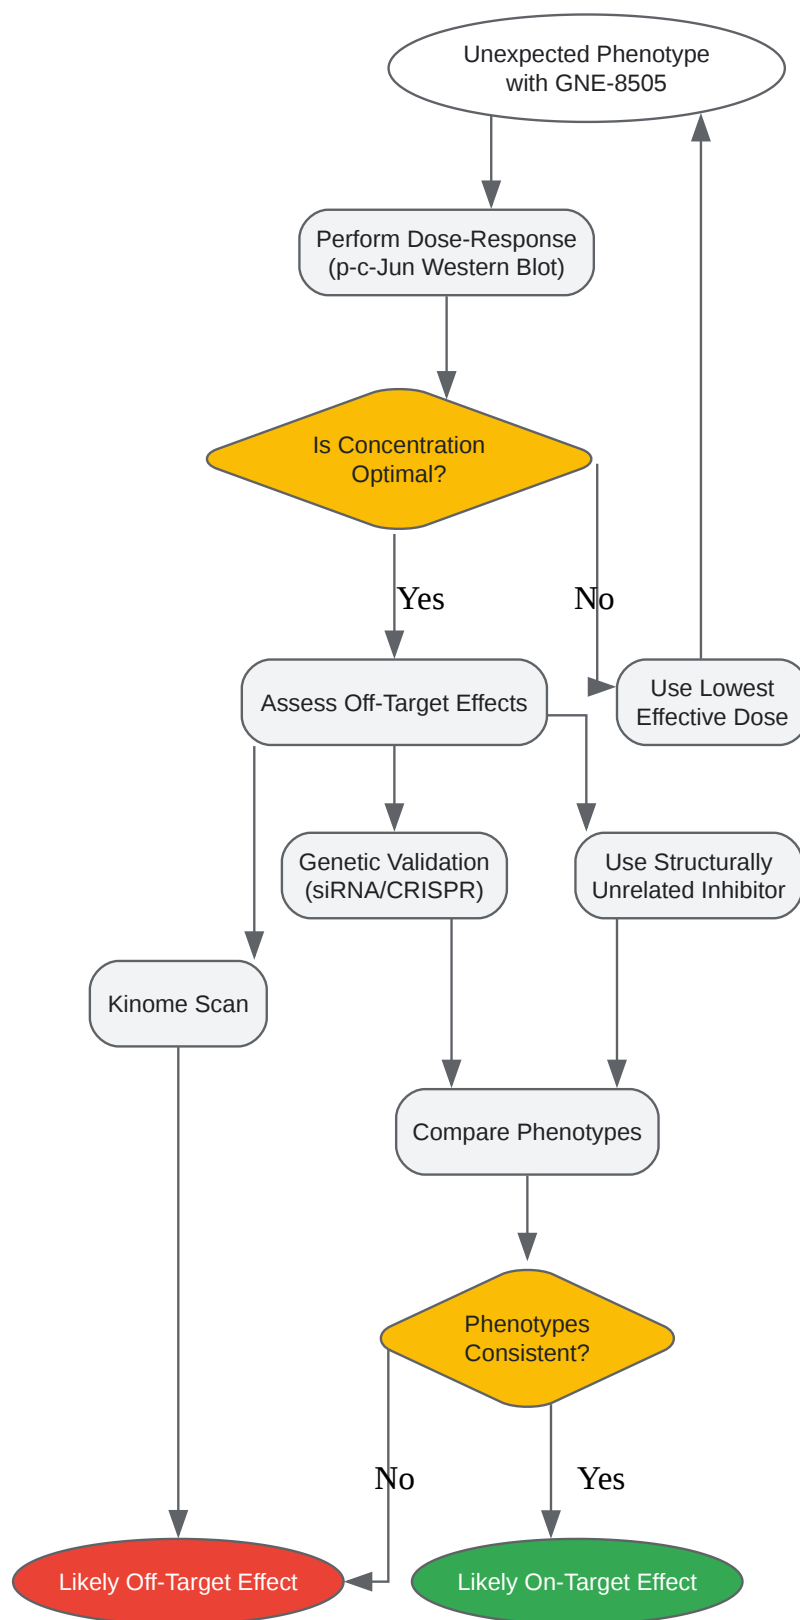 Unexpected Phenotype
with GNE-8505
Perform Dose-Response
(p-c-Jun Western Blot)
Is Concentration
Optimal?
Yes
No
Use Lowest
Effective Dose
Assess Off-Target Effects
Genetic Validation
(siRNA/CRISPR)
Use Structurally
Unrelated Inhibitor
Kinome Scan
Compare Phenotypes
Phenotypes
Consistent?
No
Yes
Likely Off-Target Effect
Likely On-Target Effect